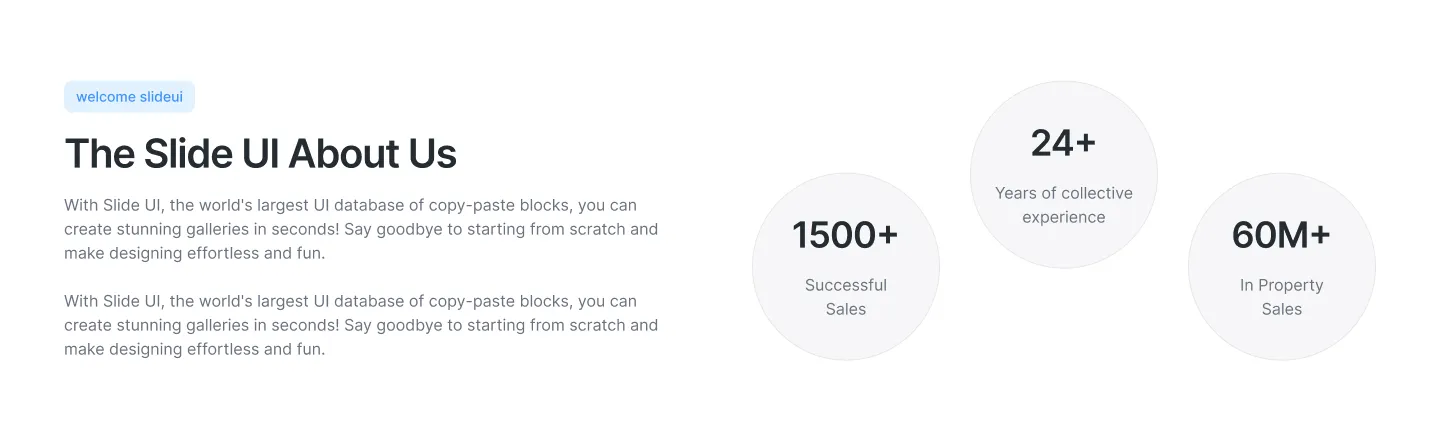 welcome slideui
The Slide UI About Us
With Slide UI, the world's largest UI database of copy-paste blocks, you can
create stunning galleries in seconds! Say goodbye to starting from scratch and
make designing effortless and fun.
With Slide UI, the world's largest UI database of copy-paste blocks, you can
create stunning galleries in seconds! Say goodbye to starting from scratch and
make designing effortless and fun.
1500+
Successful
Sales
24+
Years of collective
experience
60M+
In Property
Sales